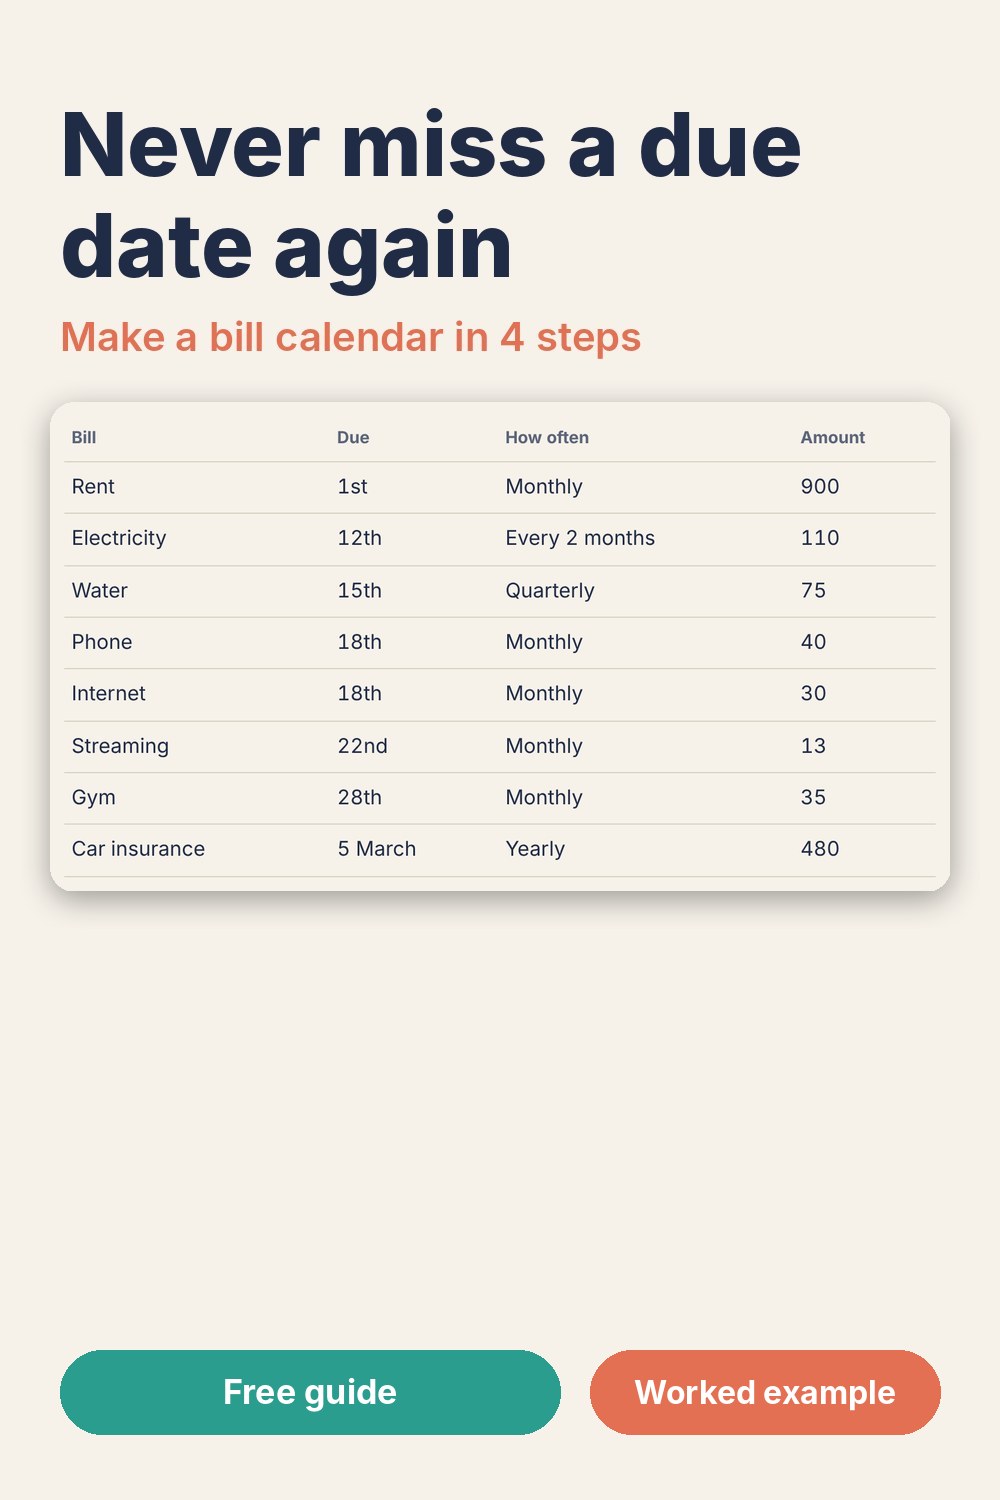 Never miss a due
date again
Make a bill calendar in 4 steps
Bill Due How often Amount
Rent 1st Monthly 900
Electricity 12th Every 2 months 110
Water 15th Quarterly 75
Phone 18th Monthly 40
Internet 18th Monthly 30
Streaming 22nd Monthly 13
Gym 28th Monthly 35
Car insurance 5 March Yearly 480
Free guide Worked example